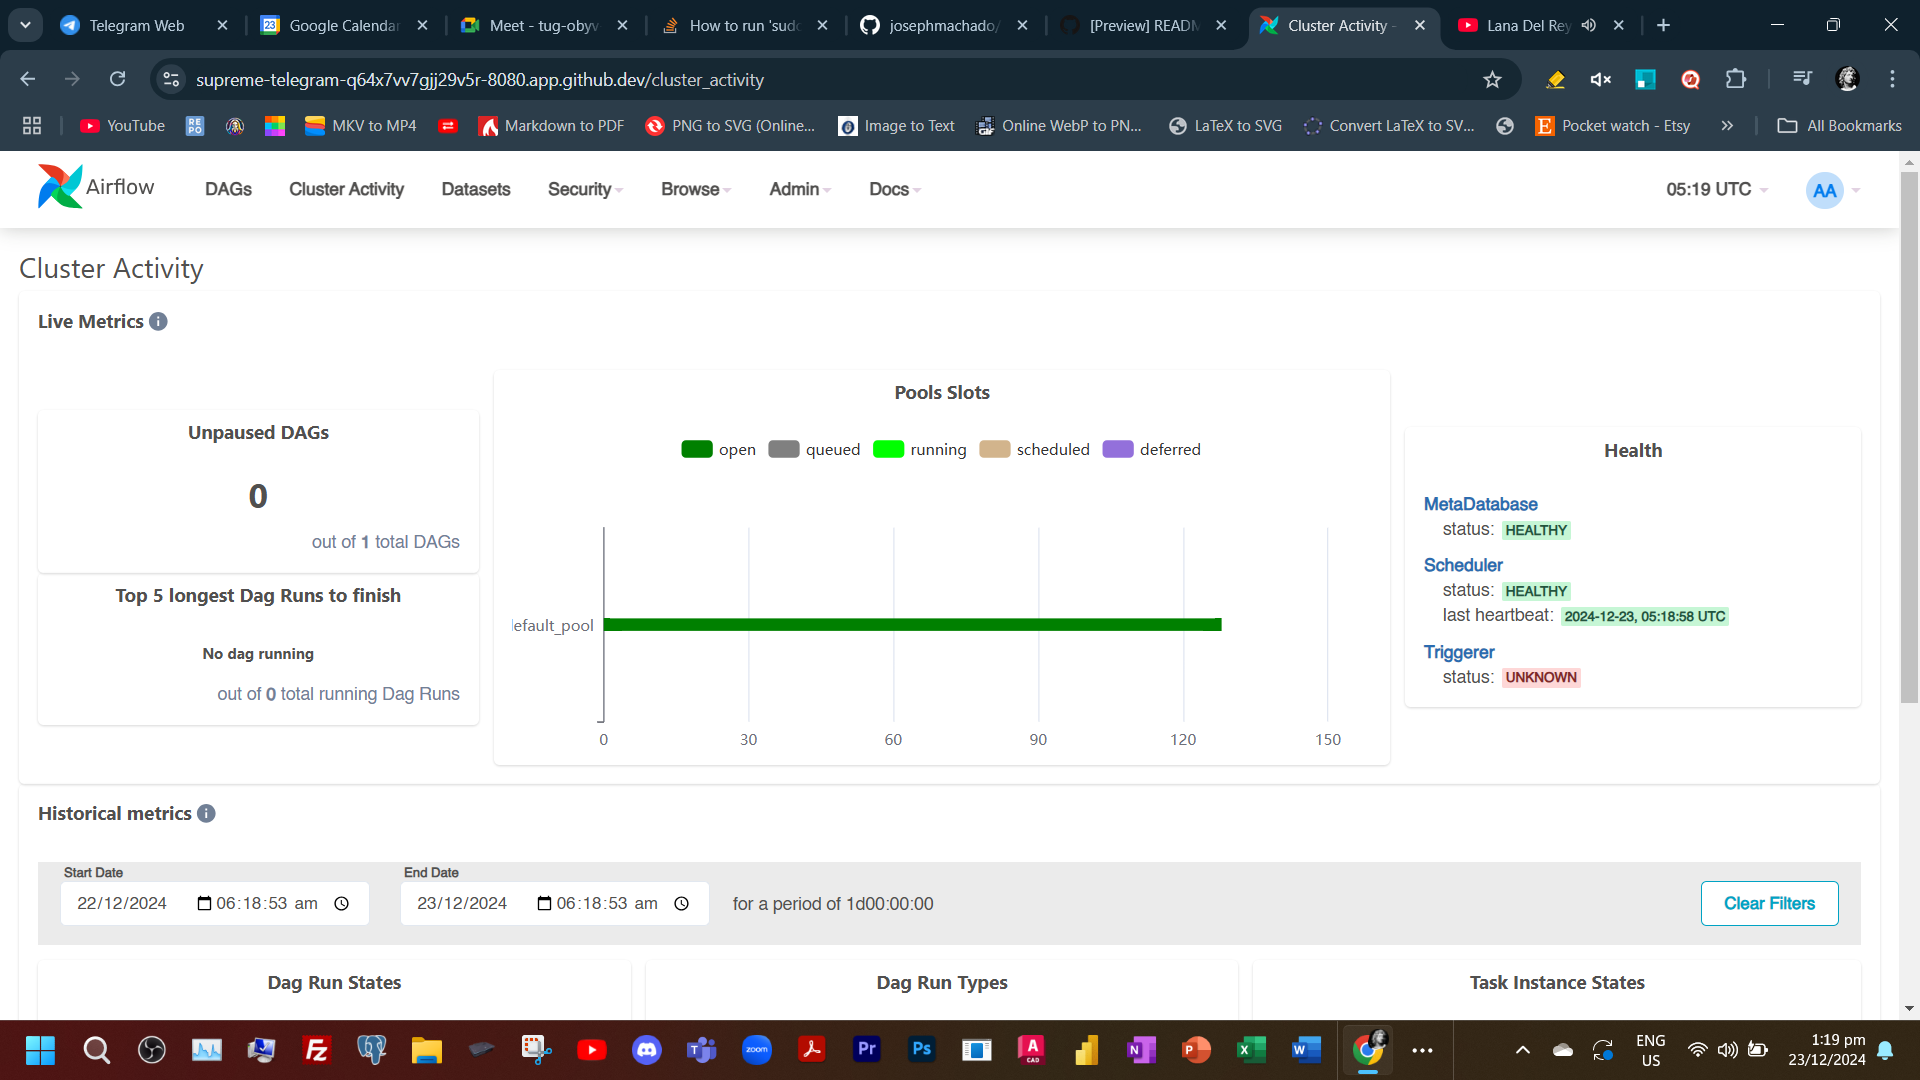 Telegram Web
Google Calendar
Meet - tug-obyv
How to run 'sudo
josephmachado/
[Preview] READM
Cluster Activity -
Lana Del Rey
supreme-telegram-q64x7vv7gjj29v5r-8080.app.github.dev/cluster_activity
YouTube
RE
PO
MKV to MP4
Markdown to PDF
PNG to SVG (Online...
Image to Text
Online WebP to PN...
LaTeX to SVG
Convert LaTeX to SV...
Pocket watch - Etsy
All Bookmarks
Airflow
DAGs
Cluster Activity
Datasets
Security
Browse
Admin
Docs
05:19 UTC
AA
Cluster Activity
Live Metrics
Unpaused DAGs
0
out of 1 total DAGs
Top 5 longest Dag Runs to finish
No dag running
out of 0 total running Dag Runs
Pools Slots
open queued running scheduled deferred
lefault_pool
0 30 60 90 120 150
Health
MetaDatabase
status: HEALTHY
Scheduler
status: HEALTHY
last heartbeat: 2024-12-23, 05:18:58 UTC
Triggerer
status: UNKNOWN
Historical metrics
Start Date
22/12/2024 06:18:53 am
End Date
23/12/2024 06:18:53 am
for a period of 1d00:00:00
Clear Filters
Dag Run States
Dag Run Types
Task Instance States
zoom
Pr
Ps
A
CAD
N
P
X
W
ENG
US
1:19 pm
23/12/2024